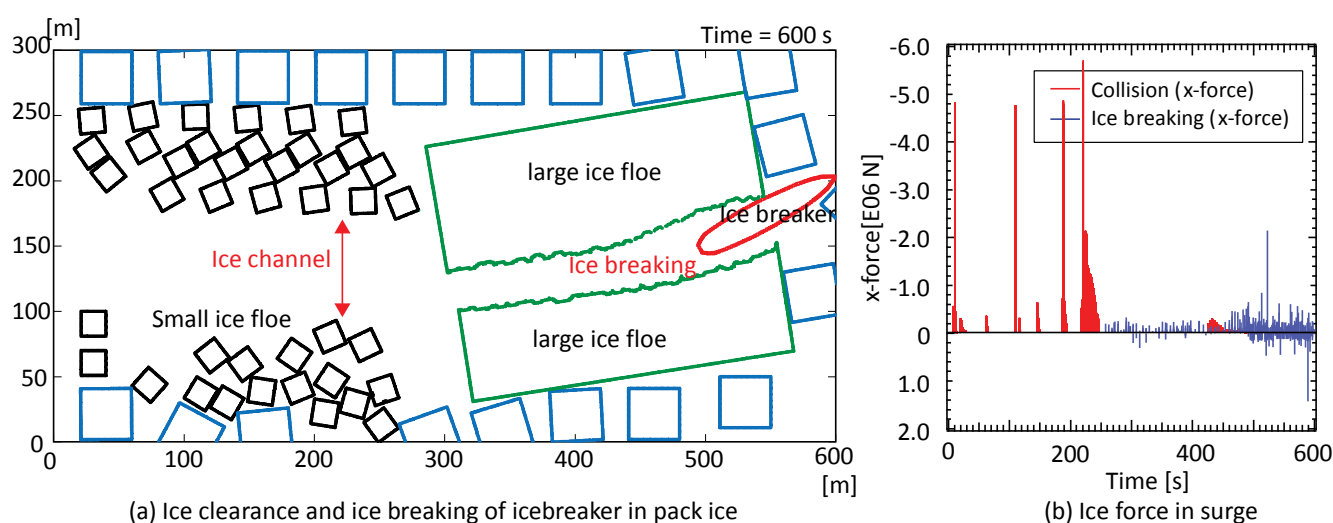 [m]
Time = 600 s
300
250
200
150
100
50
0
0
100
200
300
400
500
600
[m]
large ice floe
Ice breaker
Ice channel
Ice breaking
Small ice floe
large ice floe
(a) Ice clearance and ice breaking of icebreaker in pack ice
-6.0
-5.0
-4.0
-3.0
-2.0
-1.0
0
1.0
2.0
x-force[E06 N]
Collision (x-force)
Ice breaking (x-force)
0
200
400
600
Time [s]
(b) Ice force in surge